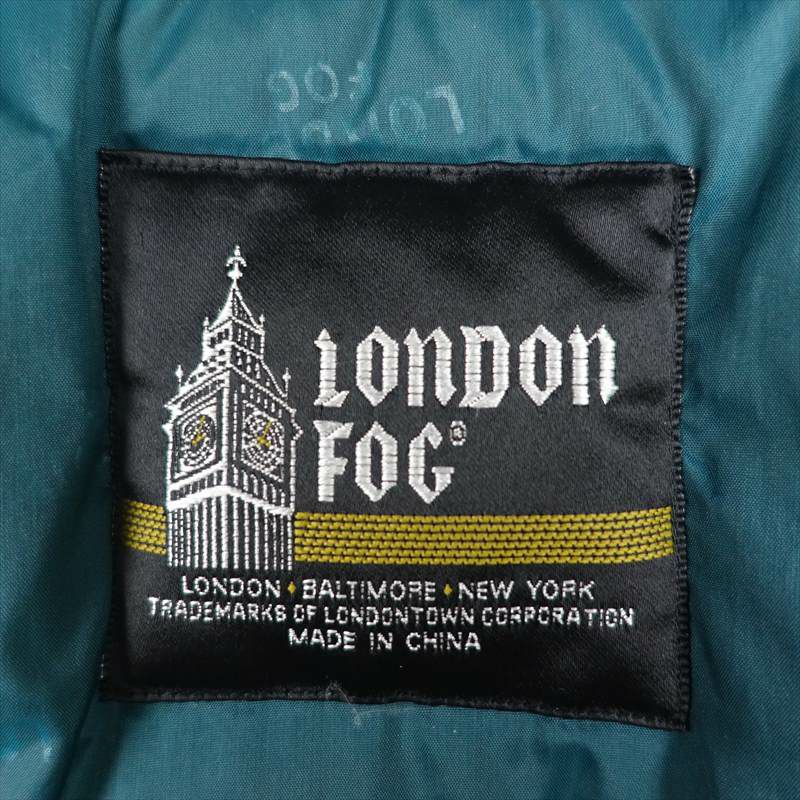 LONDON
FOG®
LONDON ♦ BALTIMORE ♦ NEW YORK
TRADEMARKS OF LONDONTOWN CORPORATION
MADE IN CHINA